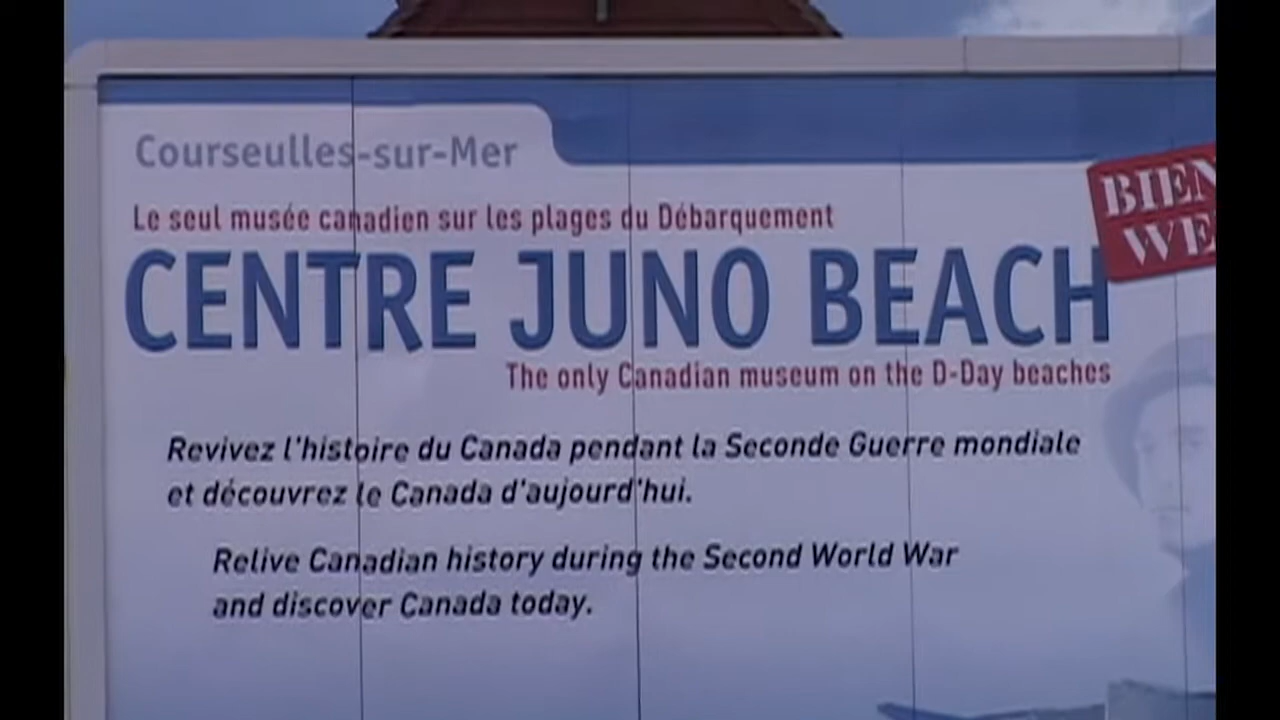 Courseulles-sur-Mer
Le seul musée canadien sur les plages du Débarquement
CENTRE JUNO BEACH
The only Canadian museum on the D-Day beaches
BIEN
WE
Revivez l'histoire du Canada pendant la Seconde Guerre mondiale
et découvrez le Canada d'aujourd'hui.
Relive Canadian history during the Second World War
and discover Canada today.